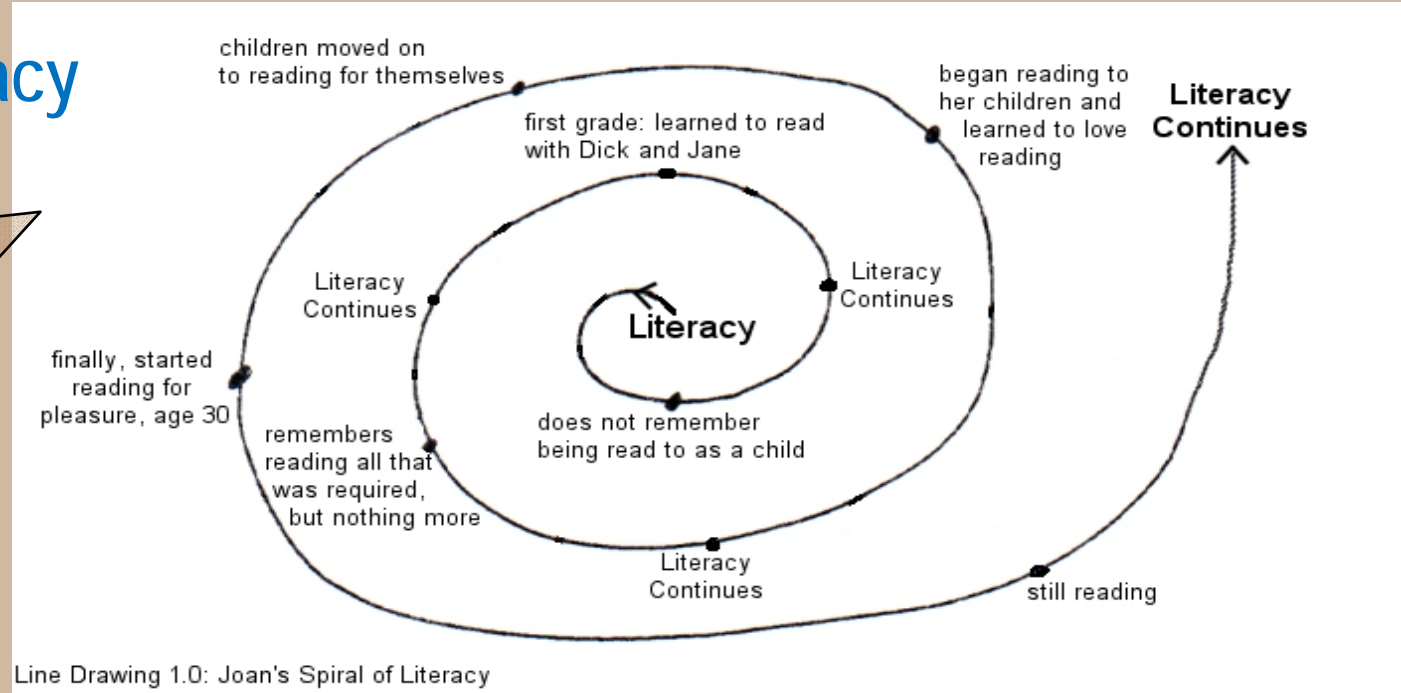 acy
children moved on
to reading for themselves
began reading to
her children and
learned to love
reading
Literacy
Continues
first grade: learned to read
with Dick and Jane
Literacy
Continues
Literacy
Continues
Literacy
finally, started
reading for
pleasure, age 30
does not remember
being read to as a child
remembers
reading all that
was required,
but nothing more
Literacy
Continues
still reading
Line Drawing 1.0: Joan's Spiral of Literacy